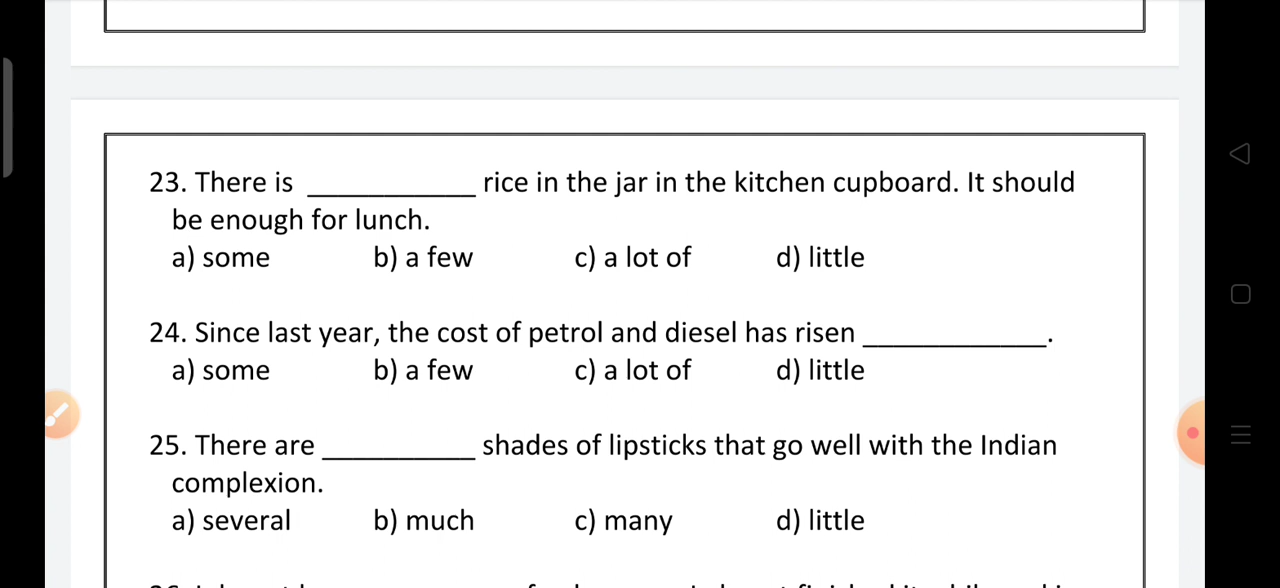 23. There is ___________ rice in the jar in the kitchen cupboard. It should
be enough for lunch.
a) some b) a few c) a lot of d) little
24. Since last year, the cost of petrol and diesel has risen ____________.
a) some b) a few c) a lot of d) little
25. There are __________ shades of lipsticks that go well with the Indian
complexion.
a) several b) much c) many d) little